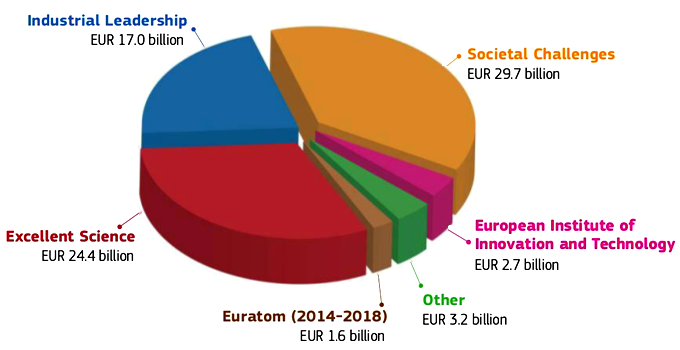 Industrial Leadership
EUR 17.0 billion
Societal Challenges
EUR 29.7 billion
European Institute of
Innovation and Technology
EUR 2.7 billion
Excellent Science
EUR 24.4 billion
Other
EUR 3.2 billion
Euratom (2014-2018)
EUR 1.6 billion